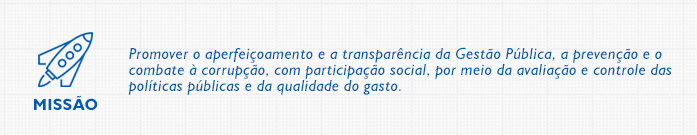 Promover o aperfeiçoamento e a transparência da Gestão Pública, a prevenção e o
combate à corrupção, com participação social, por meio da avaliação e controle das
políticas públicas e da qualidade do gasto.
MISSÃO